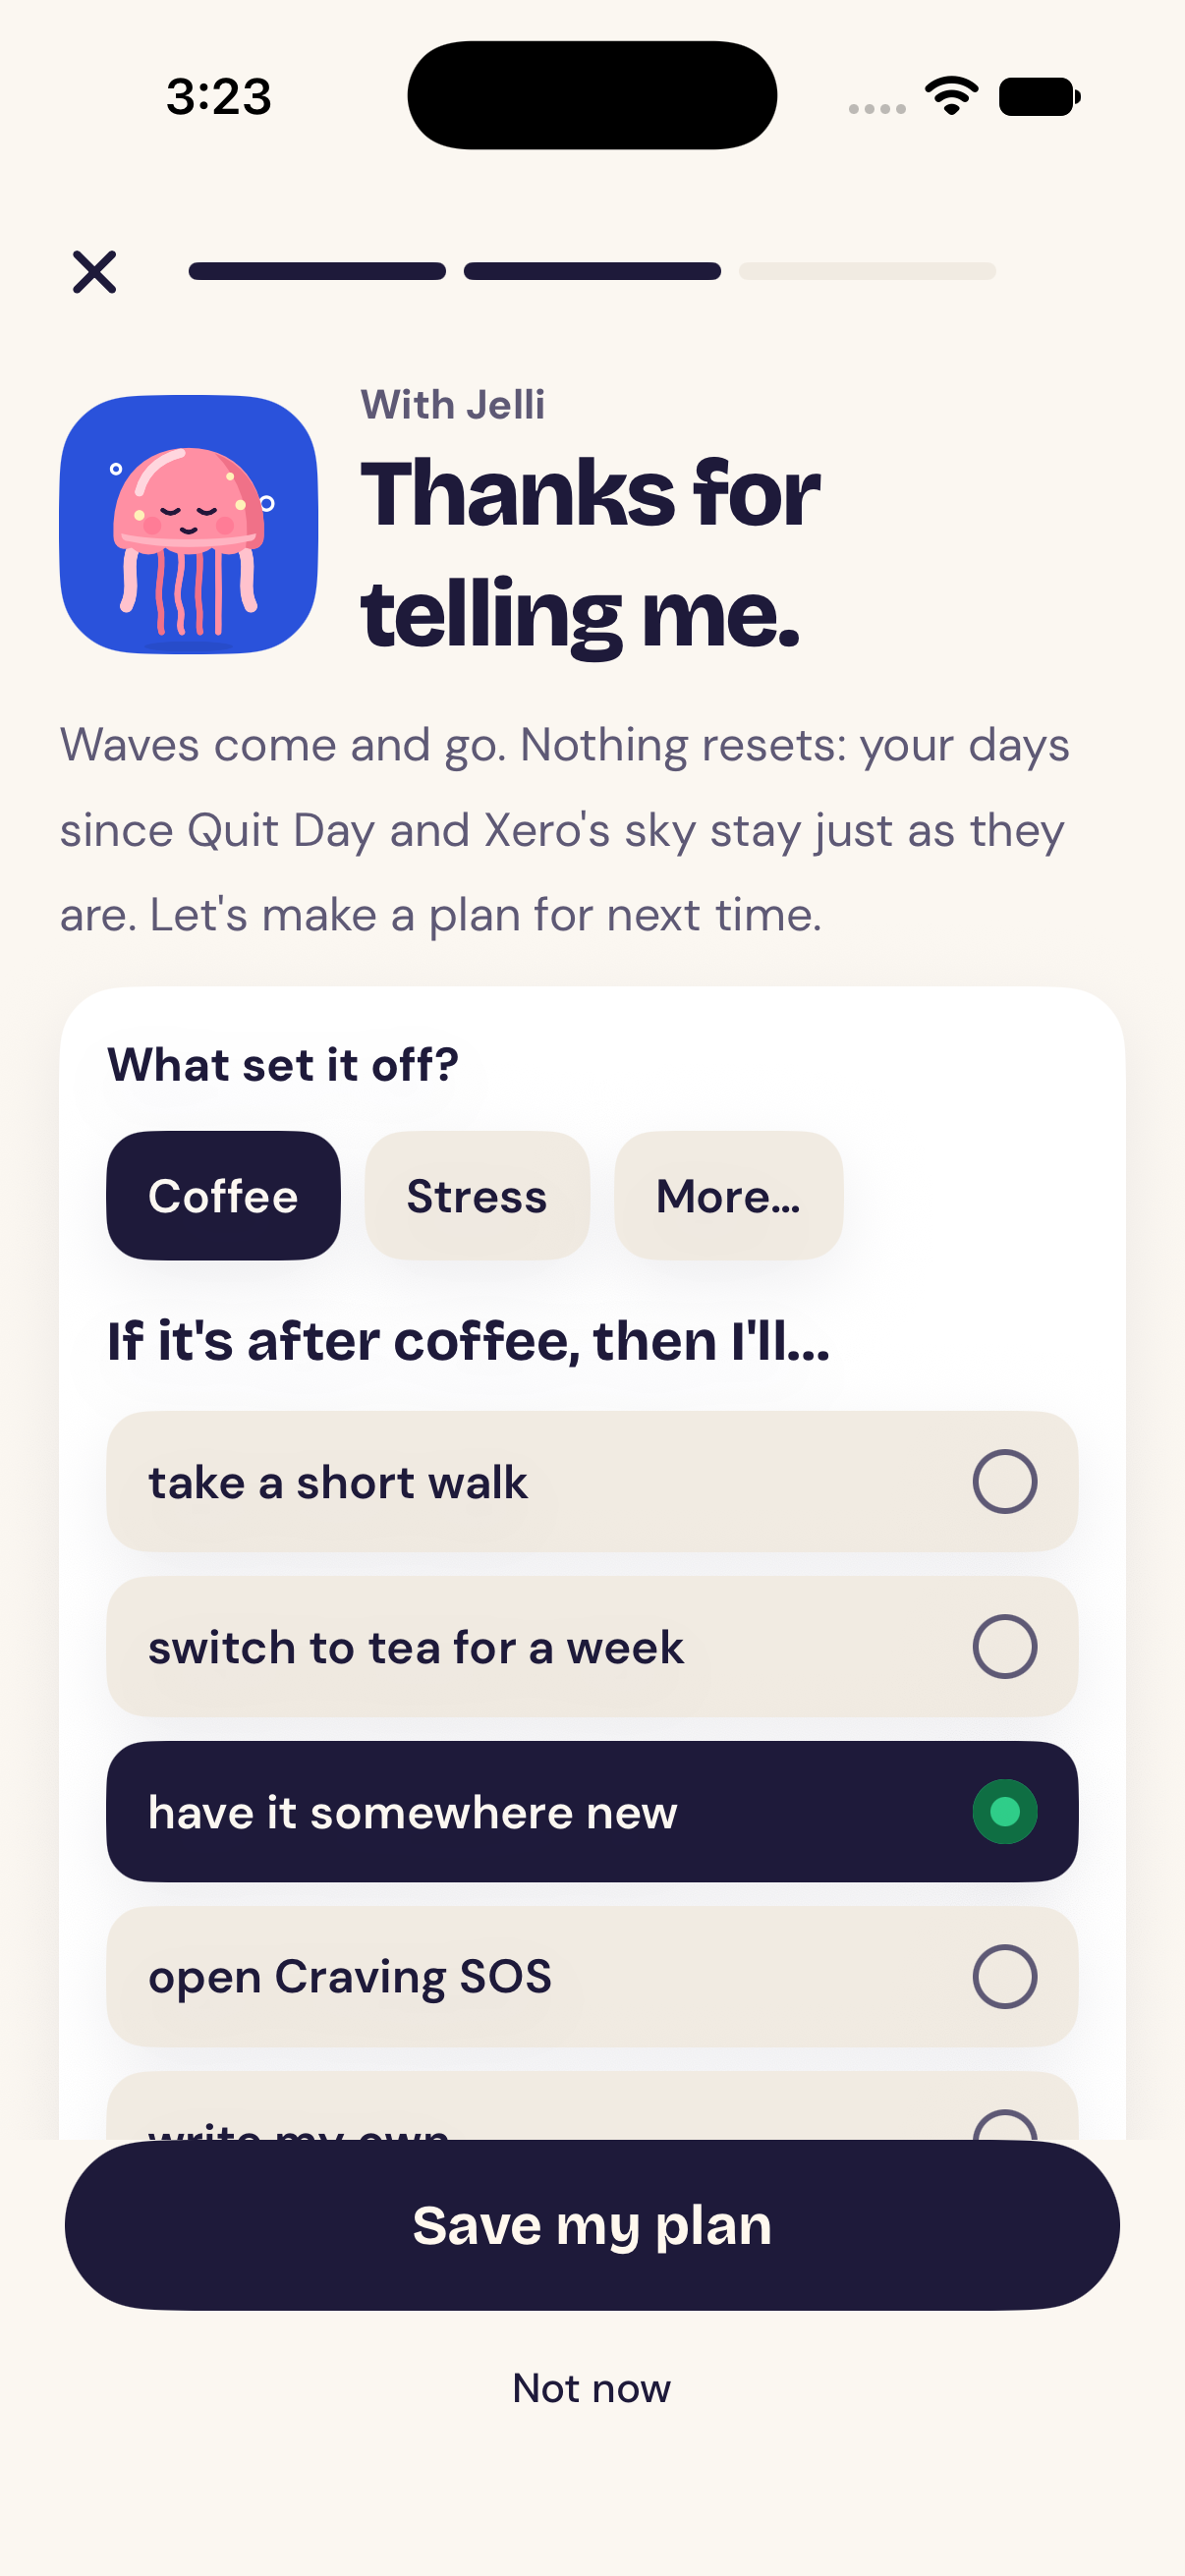 3:23
With Jelli
Thanks for
telling me.
Waves come and go. Nothing resets: your days
since Quit Day and Xero's sky stay just as they
are. Let's make a plan for next time.
What set it off?
Coffee
Stress
More...
If it's after coffee, then I'll...
take a short walk
switch to tea for a week
have it somewhere new
open Craving SOS
write my own
Save my plan
Not now